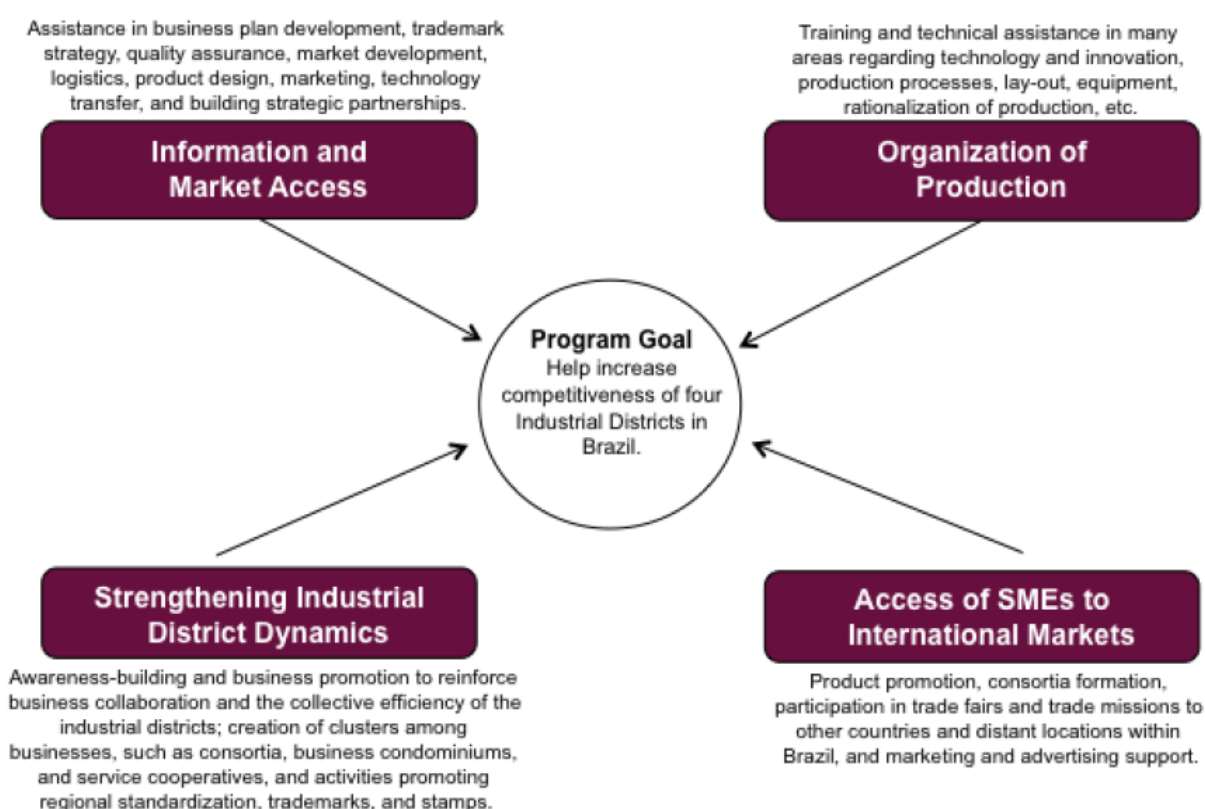 Assistance in business plan development, trademark
strategy, quality assurance, market development,
logistics, product design, marketing, technology
transfer, and building strategic partnerships.
Information and
Market Access
Training and technical assistance in many
areas regarding technology and innovation,
production processes, lay-out, equipment,
rationalization of production, etc.
Organization of
Production
Program Goal
Help increase
competitiveness of four
Industrial Districts in
Brazil.
Strengthening Industrial
District Dynamics
Awareness-building and business promotion to reinforce
business collaboration and the collective efficiency of the
industrial districts; creation of clusters among
businesses, such as consortia, business condominiums,
and service cooperatives, and activities promoting
regional standardization, trademarks, and stamps.
Access of SMEs to
International Markets
Product promotion, consortia formation,
participation in trade fairs and trade missions to
other countries and distant locations within
Brazil, and marketing and advertising support.